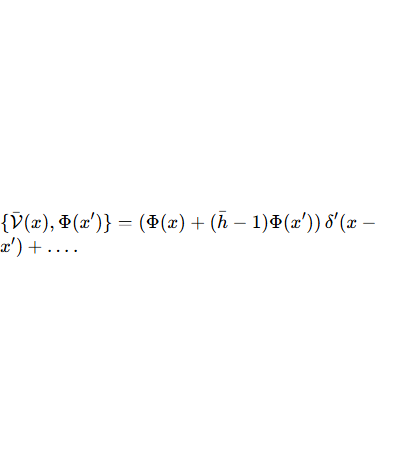 {𝒱̄(x), Φ(x′)} = (Φ(x) + (h̄ − 1)Φ(x′)) δ′(x −
x′) + … .